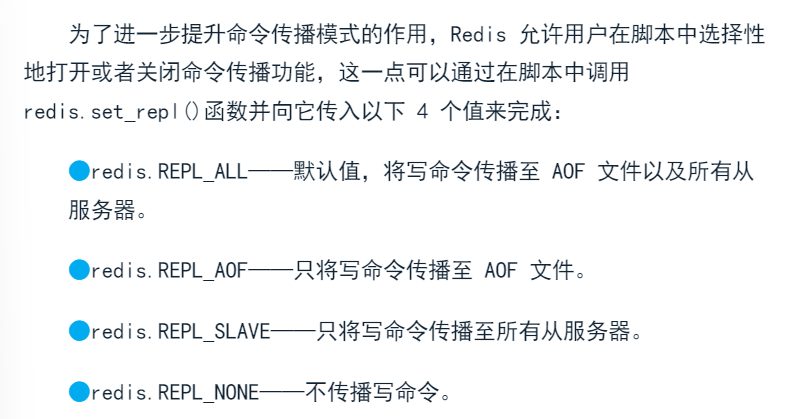 为了进一步提升命令传播模式的作用，Redis 允许用户在脚本中选择性
地打开或者关闭命令传播功能，这一点可以通过在脚本中调用
redis.set_repl()函数并向它传入以下 4 个值来完成：
●redis.REPL_ALL——默认值，将写命令传播至 AOF 文件以及所有从
服务器。
●redis.REPL_AOF——只将写命令传播至 AOF 文件。
●redis.REPL_SLAVE——只将写命令传播至所有从服务器。
●redis.REPL_NONE——不传播写命令。